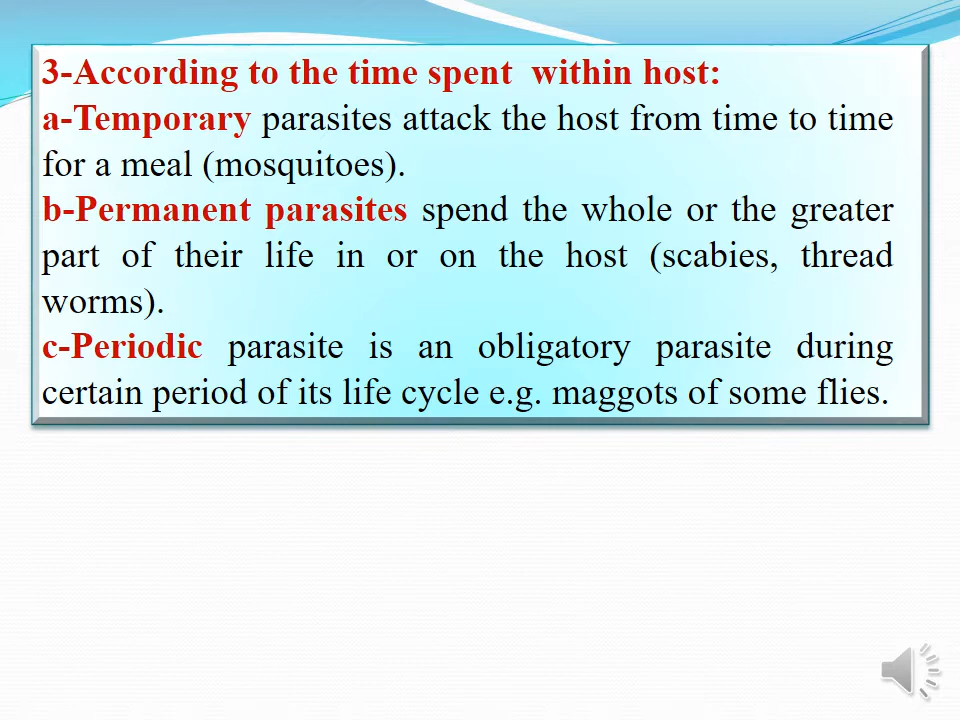 3-According to the time spent  within host:
a-Temporary parasites attack the host from time to time
for a meal (mosquitoes).
b-Permanent parasites spend the whole or the greater
part of their life in or on the host (scabies, thread
worms).
c-Periodic parasite is an obligatory parasite during
certain period of its life cycle e.g. maggots of some flies.